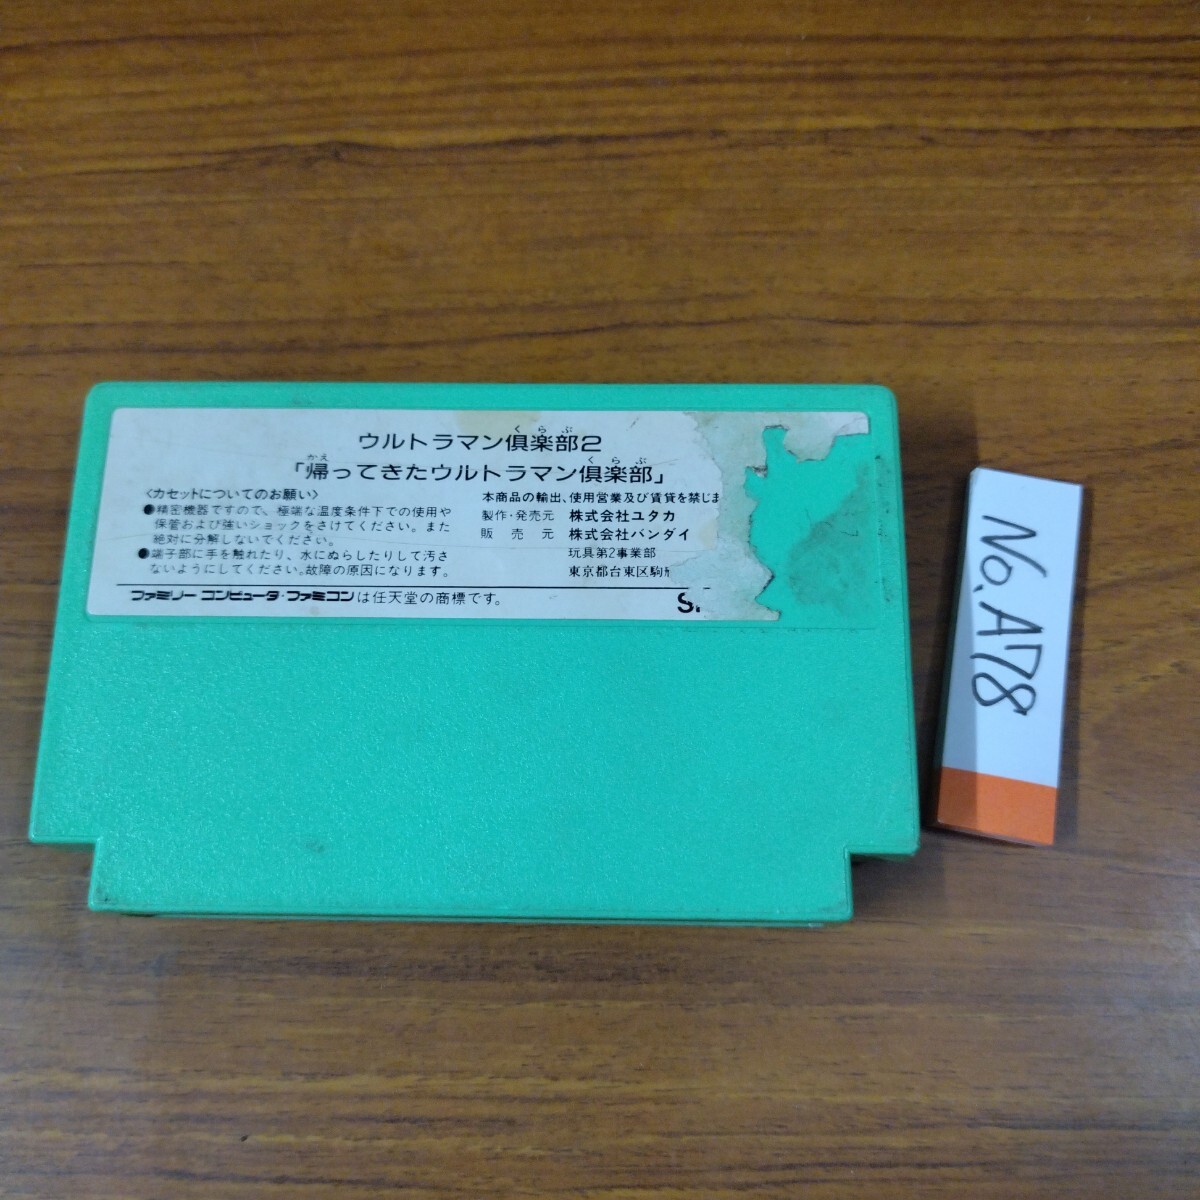 ウルトラマン倶楽部2
くらぶ
「帰ってきたウルトラマン倶楽部」
かえ くらぶ
〈カセットについてのお願い〉
●精密機器ですので、極端な温度条件下での使用や
保管および強いショックをさけてください。また
絶対に分解しないでください。
●端子部に手を触れたり、水にぬらしたりして汚さ
ないようにしてください。故障の原因になります。
本商品の輸出、使用営業及び賃貸を禁じま
製作・発売元 株式会社ユタカ
販売元 株式会社バンダイ
玩具第2事業部
東京都台東区駒
ファミリーコンピュータ・ファミコンは任天堂の商標です。
No.A178